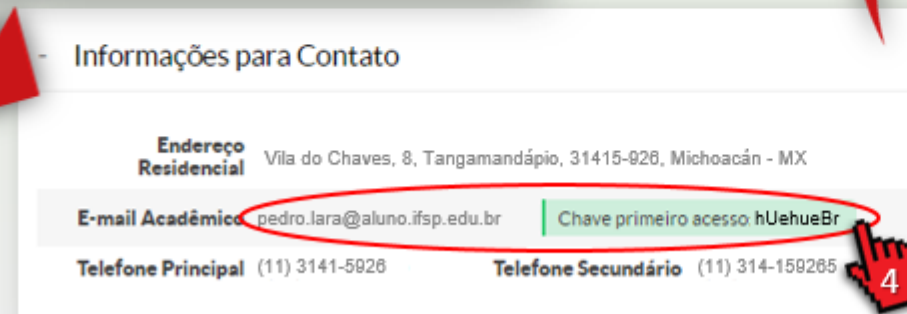 - Informações para Contato
Endereço
Residencial Vila do Chaves, 8, Tangamandápio, 31415-926, Michoacán - MX
E-mail Acadêmico pedro.lara@aluno.ifsp.edu.br Chave primeiro acesso: hUehueBr
Telefone Principal (11) 3141-5926 Telefone Secundário (11) 314-159265
4